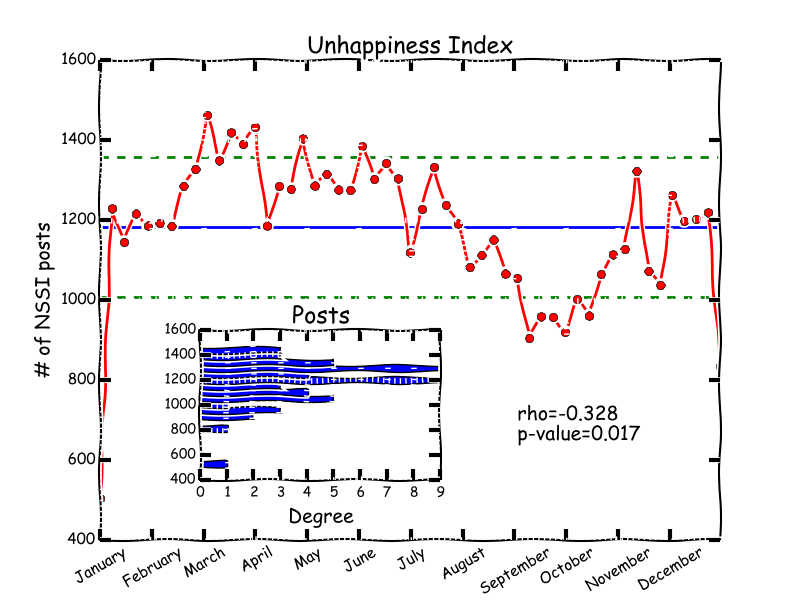 Unhappiness Index
1600
1400
1200
1000
800
600
400
# of NSSI posts
Posts
1600
1400
1200
1000
800
600
400
0 1 2 3 4 5 6 7 8 9
Degree
rho=-0.328
p-value=0.017
January February March April May June July August September October November December